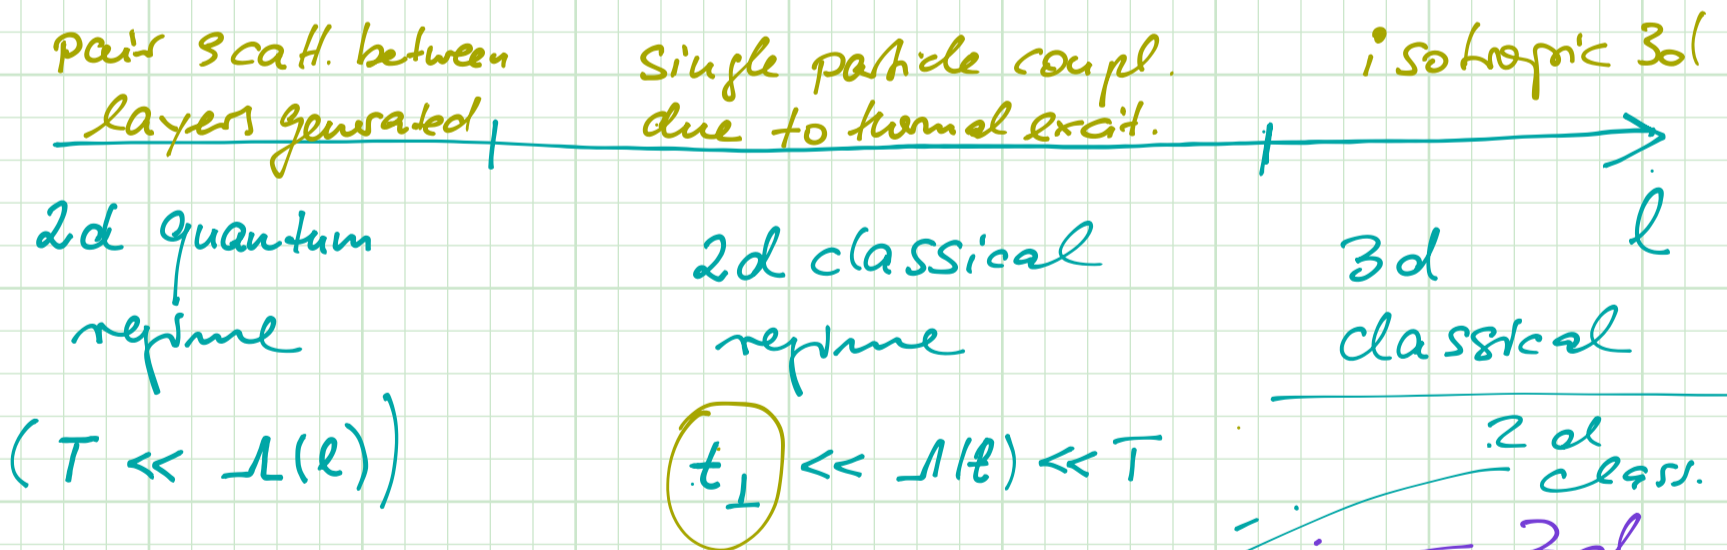 pair scatt. between
layers generated
single particle coupl.
due to thermal excit.
isotropic 3d
2d quantum
regime
(T << Λ(l))
2d classical
regime
t⊥ << Λ(l) << T
l
3d
classical
2d
class.
3d